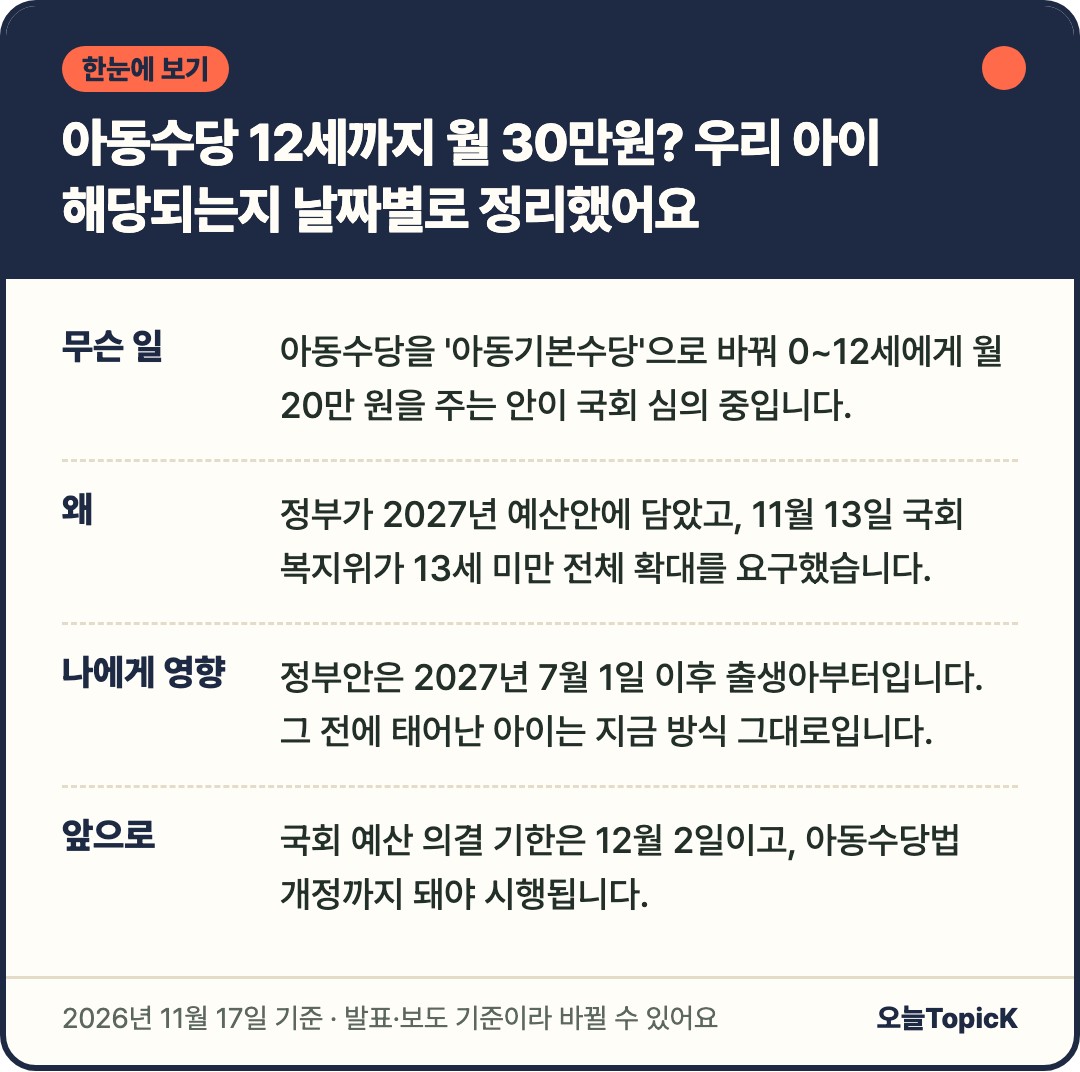 한눈에 보기
아동수당 12세까지 월 30만원? 우리 아이
해당되는지 날짜별로 정리했어요
무슨 일
아동수당을 '아동기본수당'으로 바꿔 0~12세에게 월
20만 원을 주는 안이 국회 심의 중입니다.
왜
정부가 2027년 예산안에 담았고, 11월 13일 국회
복지위가 13세 미만 전체 확대를 요구했습니다.
나에게 영향
정부안은 2027년 7월 1일 이후 출생아부터입니다.
그 전에 태어난 아이는 지금 방식 그대로입니다.
앞으로
국회 예산 의결 기한은 12월 2일이고, 아동수당법
개정까지 돼야 시행됩니다.
2026년 11월 17일 기준 · 발표·보도 기준이라 바뀔 수 있어요
오늘TopicK